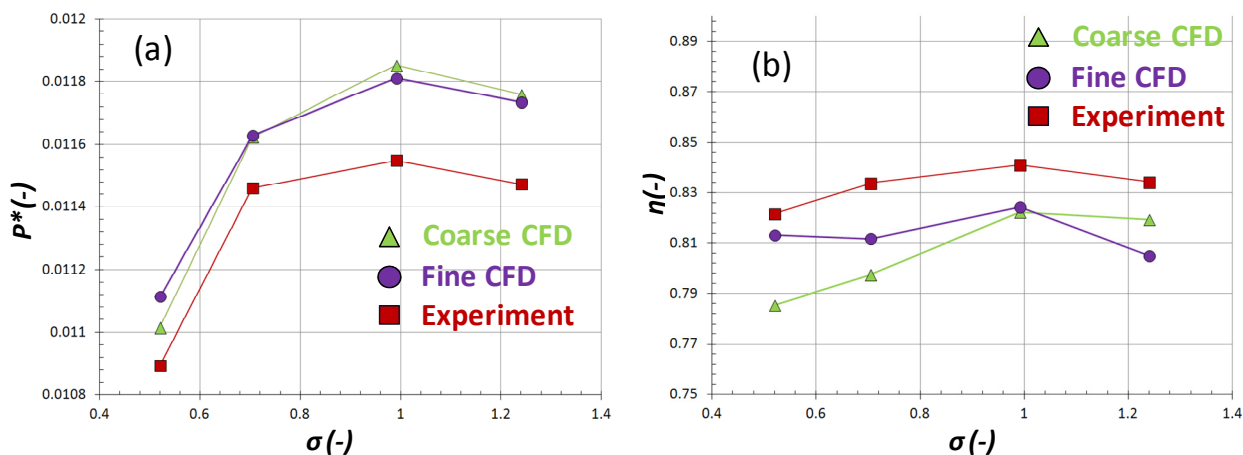 (a)
0.012
0.0118
0.0116
0.0114
0.0112
0.011
0.0108
P*(-)
Coarse CFD
Fine CFD
Experiment
0.4
0.6
0.8
1
1.2
1.4
σ(-)
(b)
0.89
0.87
0.85
0.83
0.81
0.79
0.77
0.75
n(-)
Coarse CFD
Fine CFD
Experiment
0.4
0.6
0.8
1
1.2
1.4
σ(-)